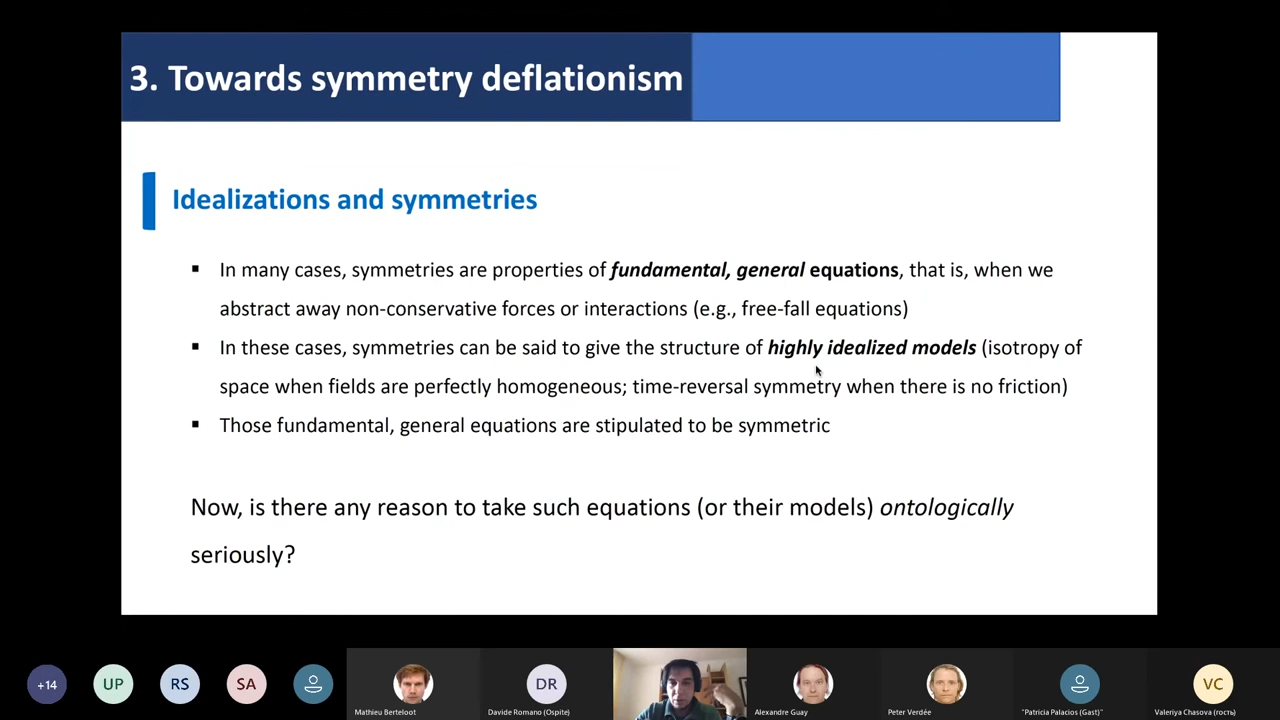 3. Towards symmetry deflationism
Idealizations and symmetries
▪ In many cases, symmetries are properties of fundamental, general equations, that is, when we
abstract away non-conservative forces or interactions (e.g., free-fall equations)
▪ In these cases, symmetries can be said to give the structure of highly idealized models (isotropy of
space when fields are perfectly homogeneous; time-reversal symmetry when there is no friction)
▪ Those fundamental, general equations are stipulated to be symmetric
Now, is there any reason to take such equations (or their models) ontologically
seriously?
+14
UP
RS
SA
DR
VC
Mathieu Berteloot
Davide Romano (Ospite)
Alexandre Guay
Peter Verdée
"Patricia Palacios (Gast)"
Valeriya Chasova (гость)